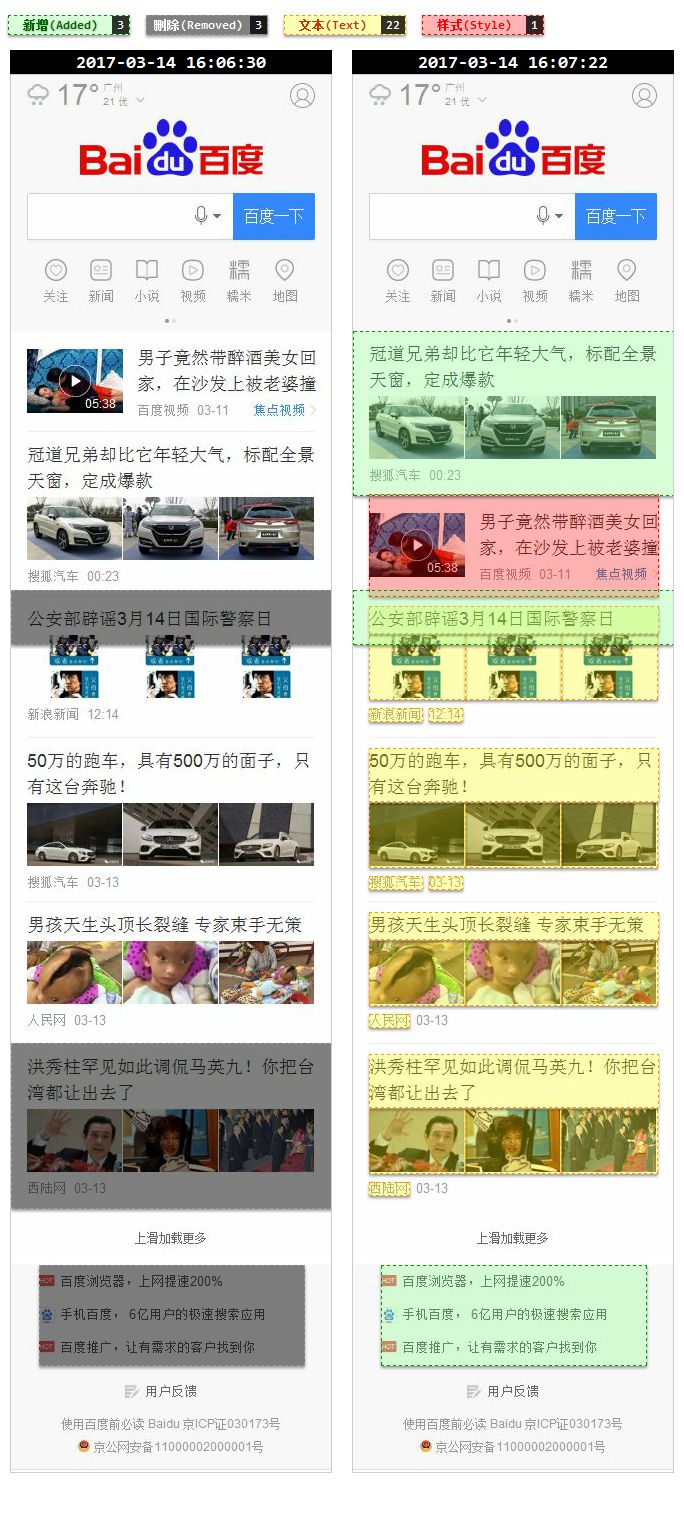 新增(Added) 3 删除(Removed) 3 文本(Text) 22 样式(Style) 1
2017-03-14 16:06:30
17° 广州
21 优
Bai du 百度
百度一下
关注 新闻 小说 视频 糯米 地图
男子竟然带醉酒美女回
家，在沙发上被老婆撞
05:38
百度视频 03-11 焦点视频
冠道兄弟却比它年轻大气，标配全景
天窗，定成爆款
搜狐汽车 00:23
公安部辟谣3月14日国际警察日
新浪新闻 12:14
50万的跑车，具有500万的面子，只
有这台奔驰！
搜狐汽车 03-13
男孩天生头顶长裂缝 专家束手无策
人民网 03-13
洪秀柱罕见如此调侃马英九！你把台
湾都让出去了
西陆网 03-13
上滑加载更多
HOT 百度浏览器，上网提速200%
手机百度， 6亿用户的极速搜索应用
HOT 百度推广，让有需求的客户找到你
用户反馈
使用百度前必读 Baidu 京ICP证030173号
京公网安备11000002000001号
2017-03-14 16:07:22
17° 广州
21 优
Bai du 百度
百度一下
关注 新闻 小说 视频 糯米 地图
冠道兄弟却比它年轻大气，标配全景
天窗，定成爆款
搜狐汽车 00:23
男子竟然带醉酒美女回
家，在沙发上被老婆撞
05:38
百度视频 03-11 焦点视频
公安部辟谣3月14日国际警察日
新浪新闻 12:14
50万的跑车，具有500万的面子，只
有这台奔驰！
搜狐汽车 03-13
男孩天生头顶长裂缝 专家束手无策
人民网 03-13
洪秀柱罕见如此调侃马英九！你把台
湾都让出去了
西陆网 03-13
上滑加载更多
HOT 百度浏览器，上网提速200%
手机百度， 6亿用户的极速搜索应用
HOT 百度推广，让有需求的客户找到你
用户反馈
使用百度前必读 Baidu 京ICP证030173号
京公网安备11000002000001号